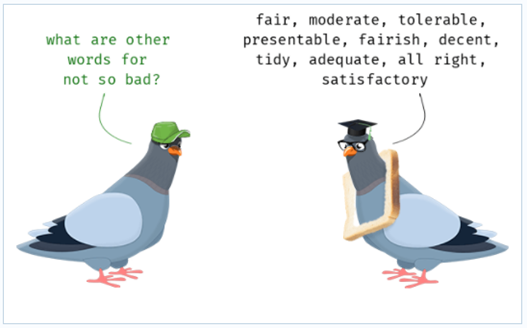 what are other
words for
not so bad?
fair, moderate, tolerable,
presentable, fairish, decent,
tidy, adequate, all right,
satisfactory